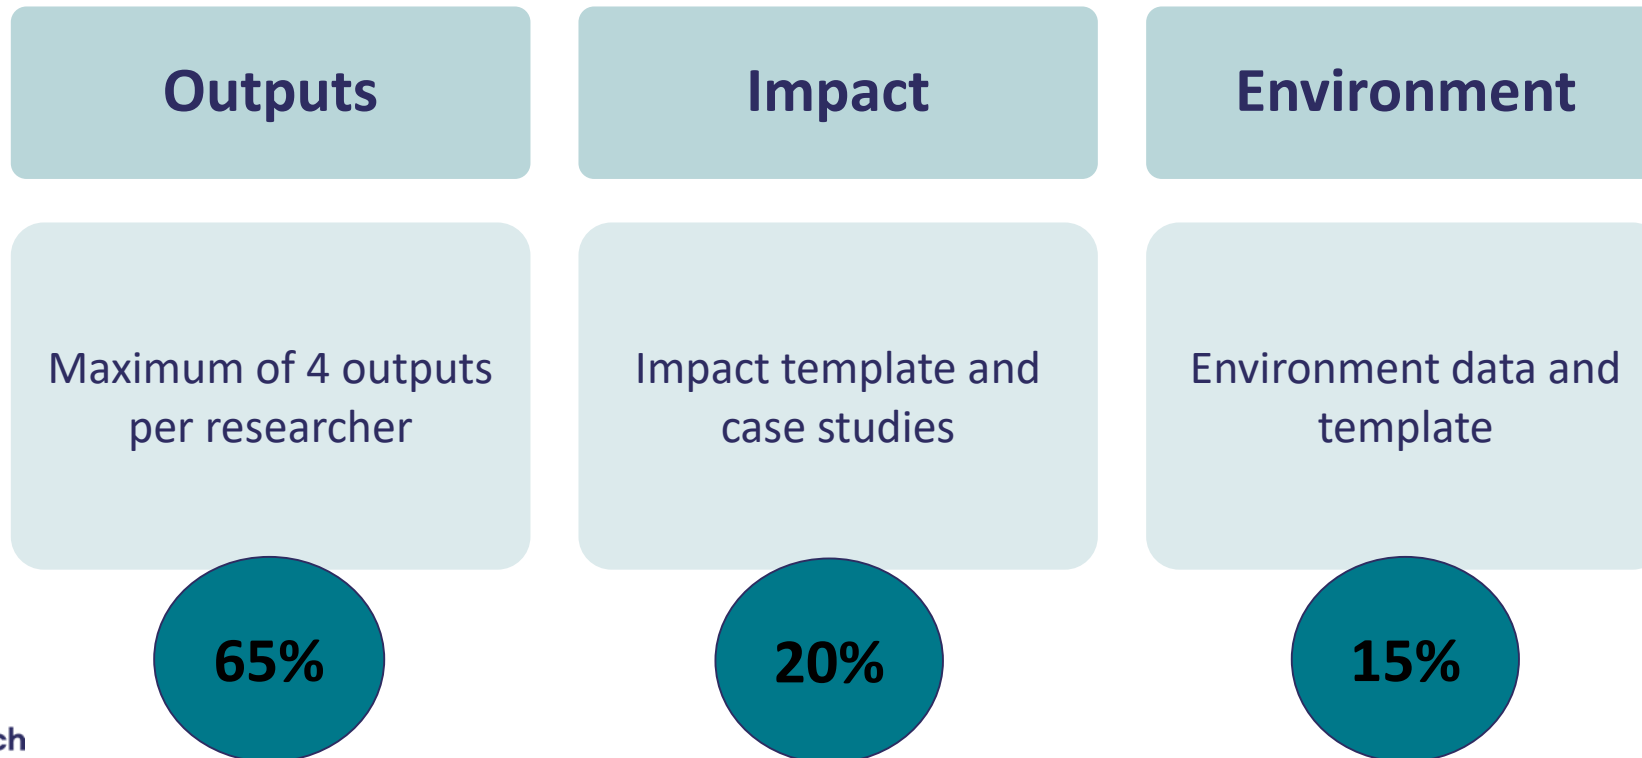 Outputs
Impact
Environment
Maximum of 4 outputs
per researcher
Impact template and
case studies
Environment data and
template
65%
20%
15%
ch